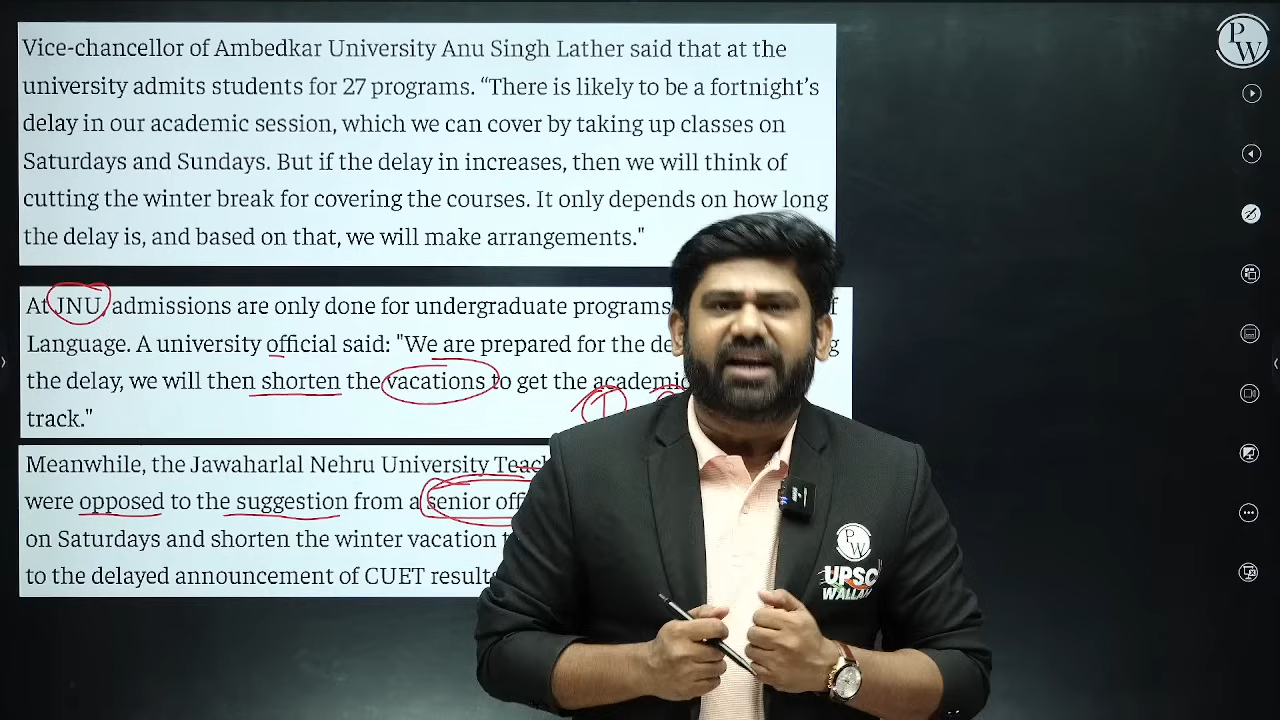 Vice-chancellor of Ambedkar University Anu Singh Lather said that at the
university admits students for 27 programs. “There is likely to be a fortnight’s
delay in our academic session, which we can cover by taking up classes on
Saturdays and Sundays. But if the delay in increases, then we will think of
cutting the winter break for covering the courses. It only depends on how long
the delay is, and based on that, we will make arrangements."
At JNU, admissions are only done for undergraduate programs
Language. A university official said: "We are prepared for the
the delay, we will then shorten the vacations to get the academic
track."
Meanwhile, the Jawaharlal Nehru University
were opposed to the suggestion from a senior
on Saturdays and shorten the winter vacation
to the delayed announcement of CUET results
PW
PW
UPSC
WALLAH